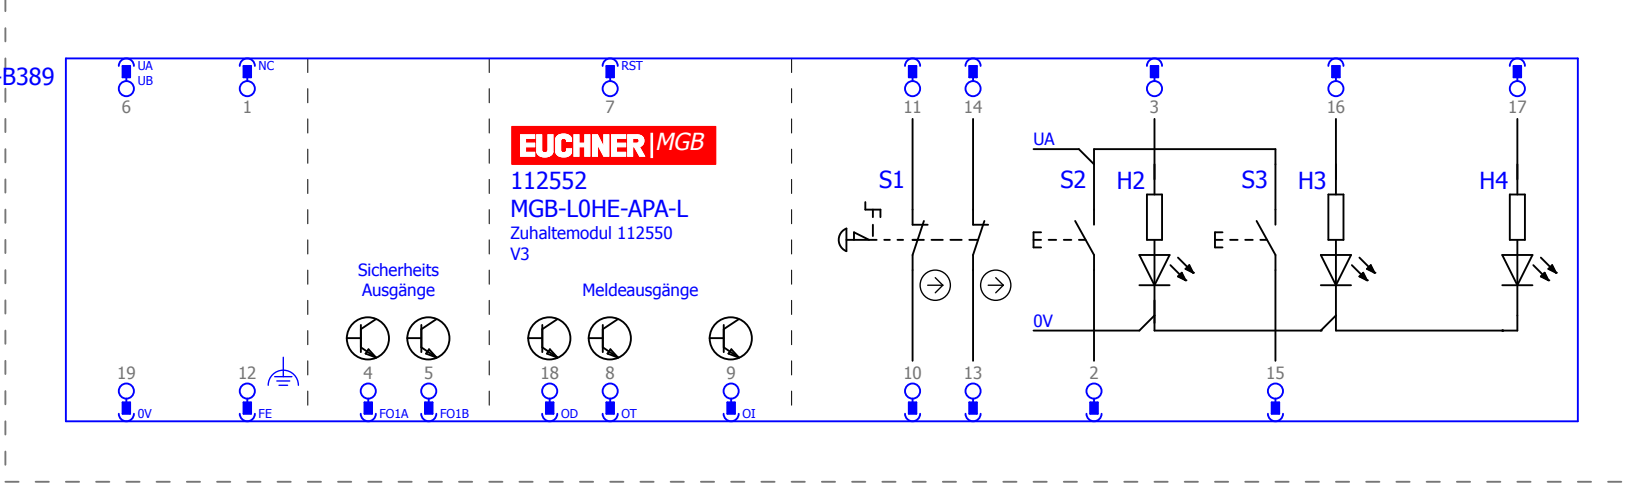 -B389
UA
UB
6
NC
1
RST
7
11
14
3
16
17
EUCHNER MGB
112552
MGB-L0HE-APA-L
Zuhaltemodul 112550
V3
Sicherheits
Ausgänge
Meldeausgänge
UA
S1
S2
H2
S3
H3
H4
0V
19
0V
12
FE
4
FO1A
5
FO1B
18
OD
8
OT
9
OI
10
13
2
15